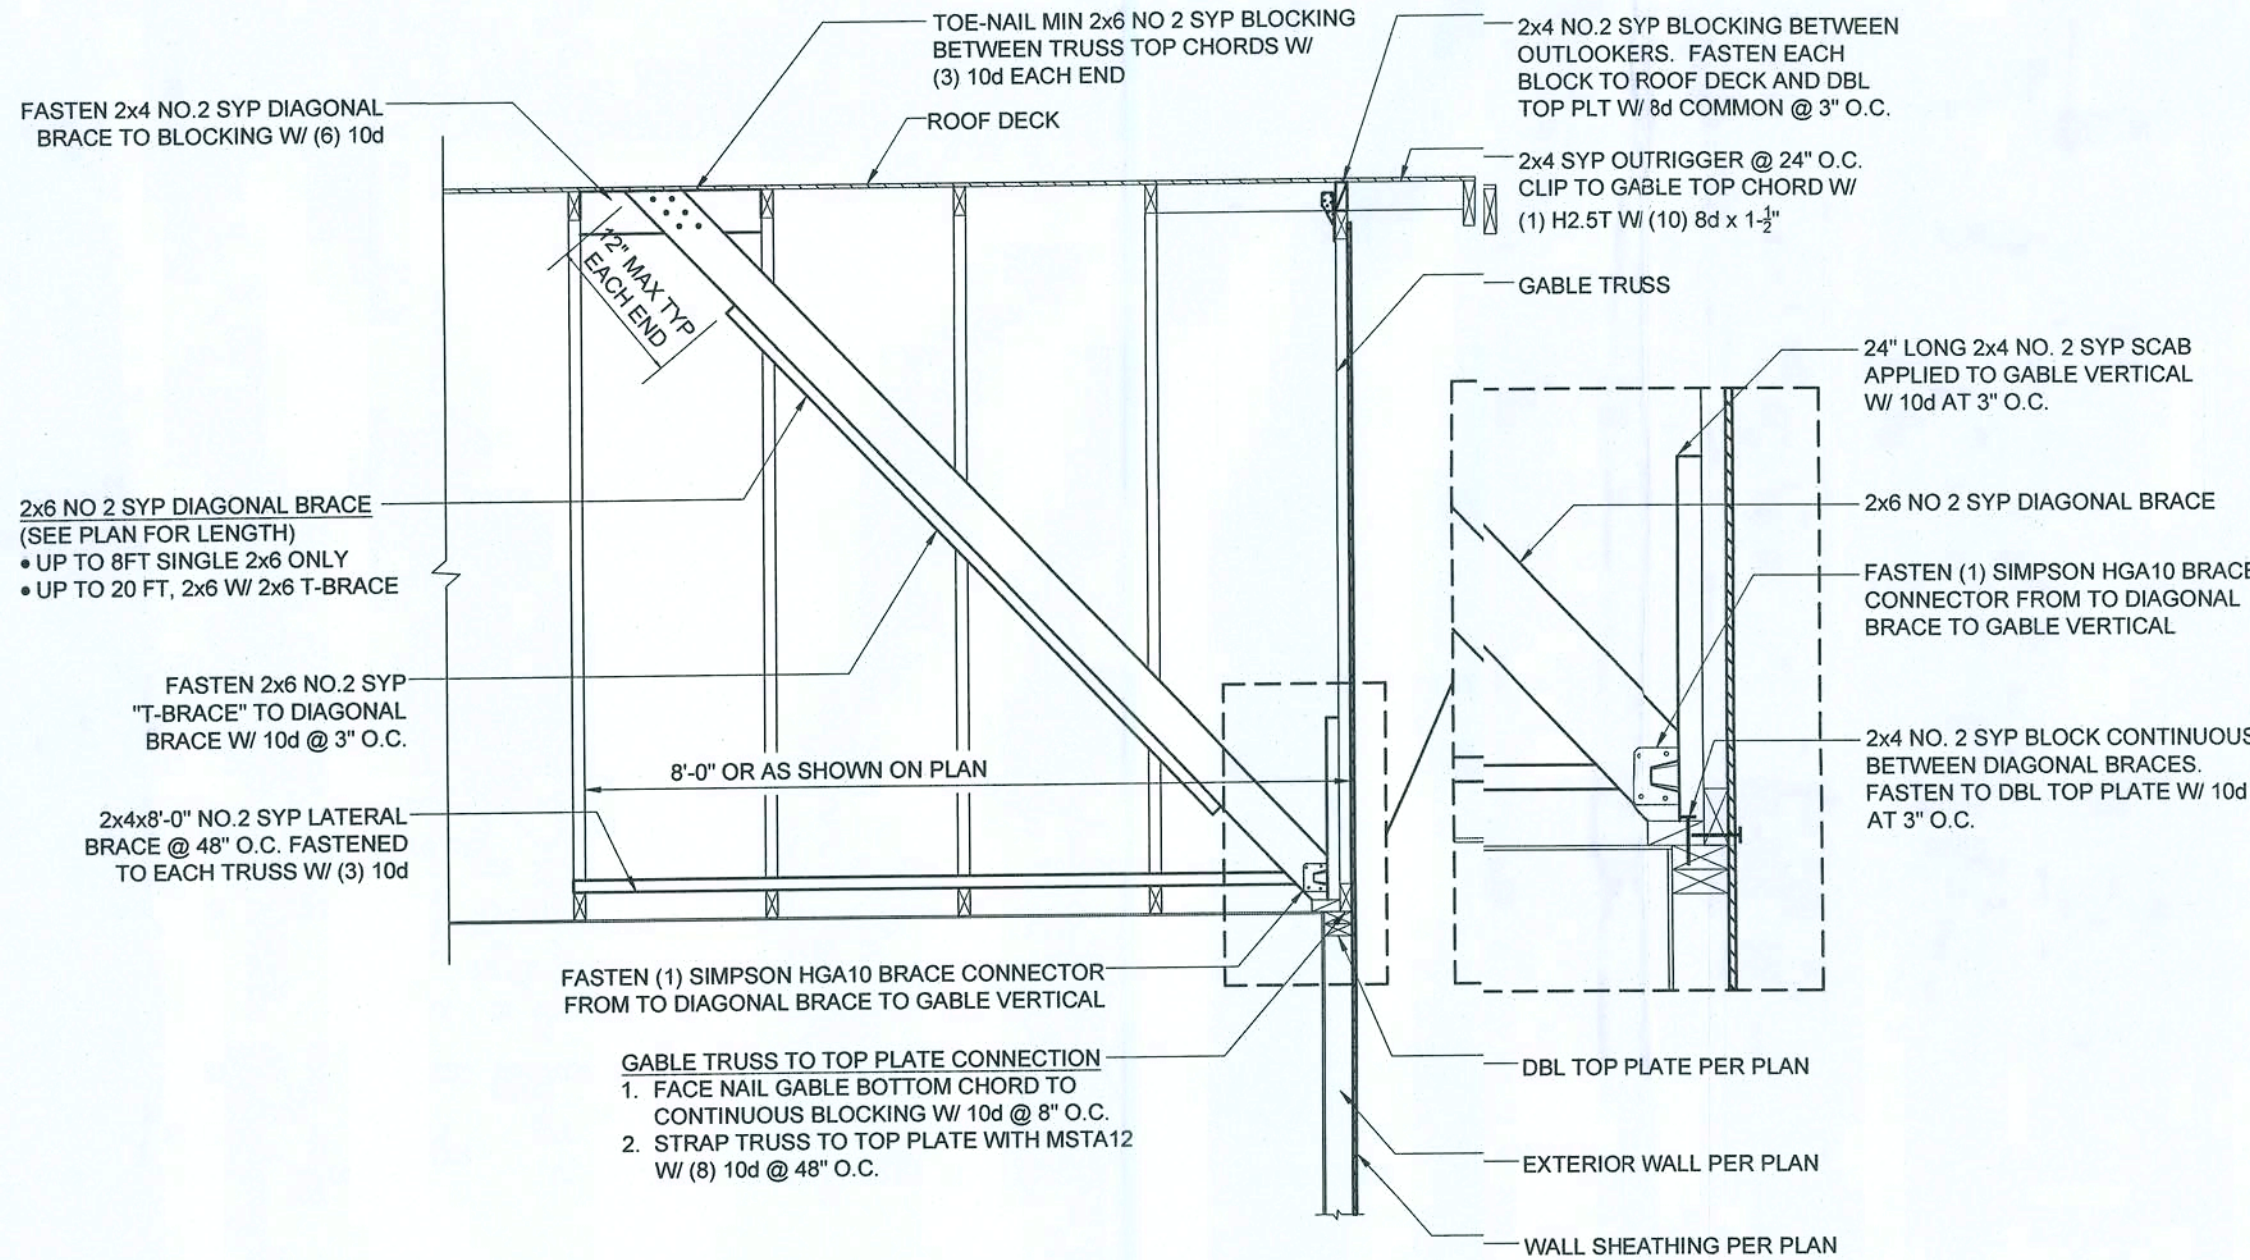 TOE-NAIL MIN 2x6 NO 2 SYP BLOCKING
BETWEEN TRUSS TOP CHORDS W/
(3) 10d EACH END
2x4 NO.2 SYP BLOCKING BETWEEN
OUTLOOKERS. FASTEN EACH
BLOCK TO ROOF DECK AND DBL
TOP PLT W/ 8d COMMON @ 3" O.C.
FASTEN 2x4 NO.2 SYP DIAGONAL
BRACE TO BLOCKING W/ (6) 10d
ROOF DECK
2x4 SYP OUTRIGGER @ 24" O.C.
CLIP TO GABLE TOP CHORD W/
(1) H2.5T W/ (10) 8d x 1-½"
12" MAX TYP
EACH END
GABLE TRUSS
24" LONG 2x4 NO. 2 SYP SCAB
APPLIED TO GABLE VERTICAL
W/ 10d AT 3" O.C.
2x6 NO 2 SYP DIAGONAL BRACE
(SEE PLAN FOR LENGTH)
• UP TO 8FT SINGLE 2x6 ONLY
• UP TO 20 FT, 2x6 W/ 2x6 T-BRACE
2x6 NO 2 SYP DIAGONAL BRACE
FASTEN (1) SIMPSON HGA10 BRACE
CONNECTOR FROM TO DIAGONAL
BRACE TO GABLE VERTICAL
FASTEN 2x6 NO.2 SYP
"T-BRACE" TO DIAGONAL
BRACE W/ 10d @ 3" O.C.
8'-0" OR AS SHOWN ON PLAN
2x4 NO. 2 SYP BLOCK CONTINUOUS
BETWEEN DIAGONAL BRACES.
FASTEN TO DBL TOP PLATE W/ 10d
AT 3" O.C.
2x4x8'-0" NO.2 SYP LATERAL
BRACE @ 48" O.C. FASTENED
TO EACH TRUSS W/ (3) 10d
FASTEN (1) SIMPSON HGA10 BRACE CONNECTOR
FROM TO DIAGONAL BRACE TO GABLE VERTICAL
GABLE TRUSS TO TOP PLATE CONNECTION
1. FACE NAIL GABLE BOTTOM CHORD TO
CONTINUOUS BLOCKING W/ 10d @ 8" O.C.
2. STRAP TRUSS TO TOP PLATE WITH MSTA12
W/ (8) 10d @ 48" O.C.
DBL TOP PLATE PER PLAN
EXTERIOR WALL PER PLAN
WALL SHEATHING PER PLAN